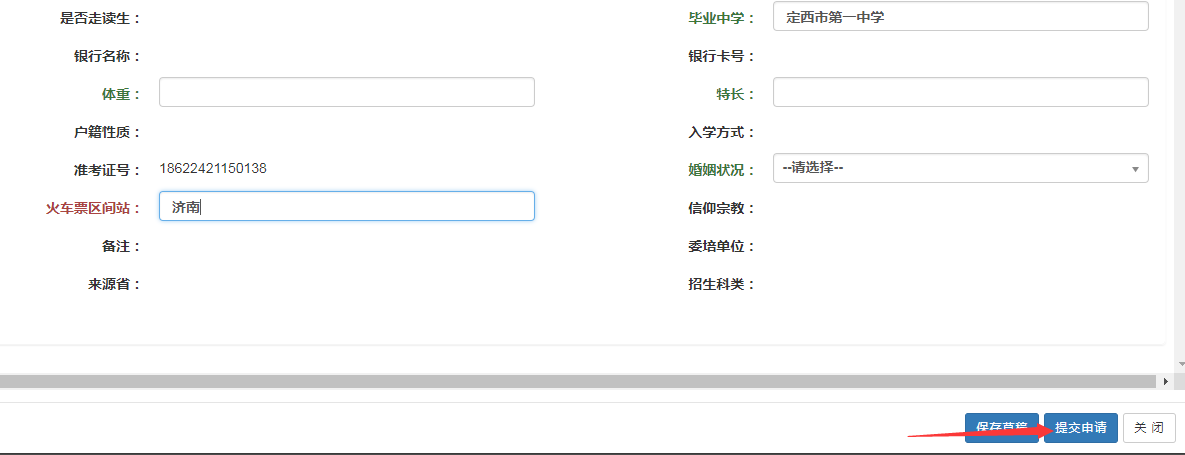 是否走读生： 毕业中学： 定西市第一中学
银行名称： 银行卡号：
体重： 特长：
户籍性质： 入学方式：
准考证号： 18622421150138 婚姻状况： --请选择--
火车票区间站： 济南 信仰宗教：
备注： 委培单位：
来源省： 招生科类：
保存草稿 提交申请 关 闭